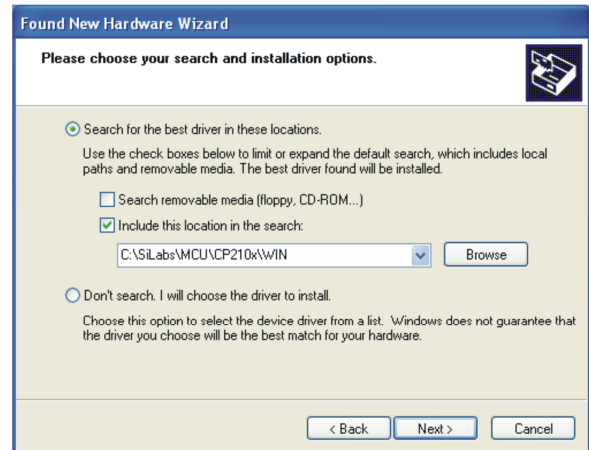 Found New Hardware Wizard
Please choose your search and installation options.
Search for the best driver in these locations.
Use the check boxes below to limit or expand the default search, which includes local
paths and removable media. The best driver found will be installed.
Search removable media (floppy, CD-ROM...)
Include this location in the search:
C:\SiLabs\MCU\CP210x\WIN
Browse
Don't search. I will choose the driver to install.
Choose this option to select the device driver from a list. Windows does not guarantee that
the driver you choose will be the best match for your hardware.
< Back Next > Cancel